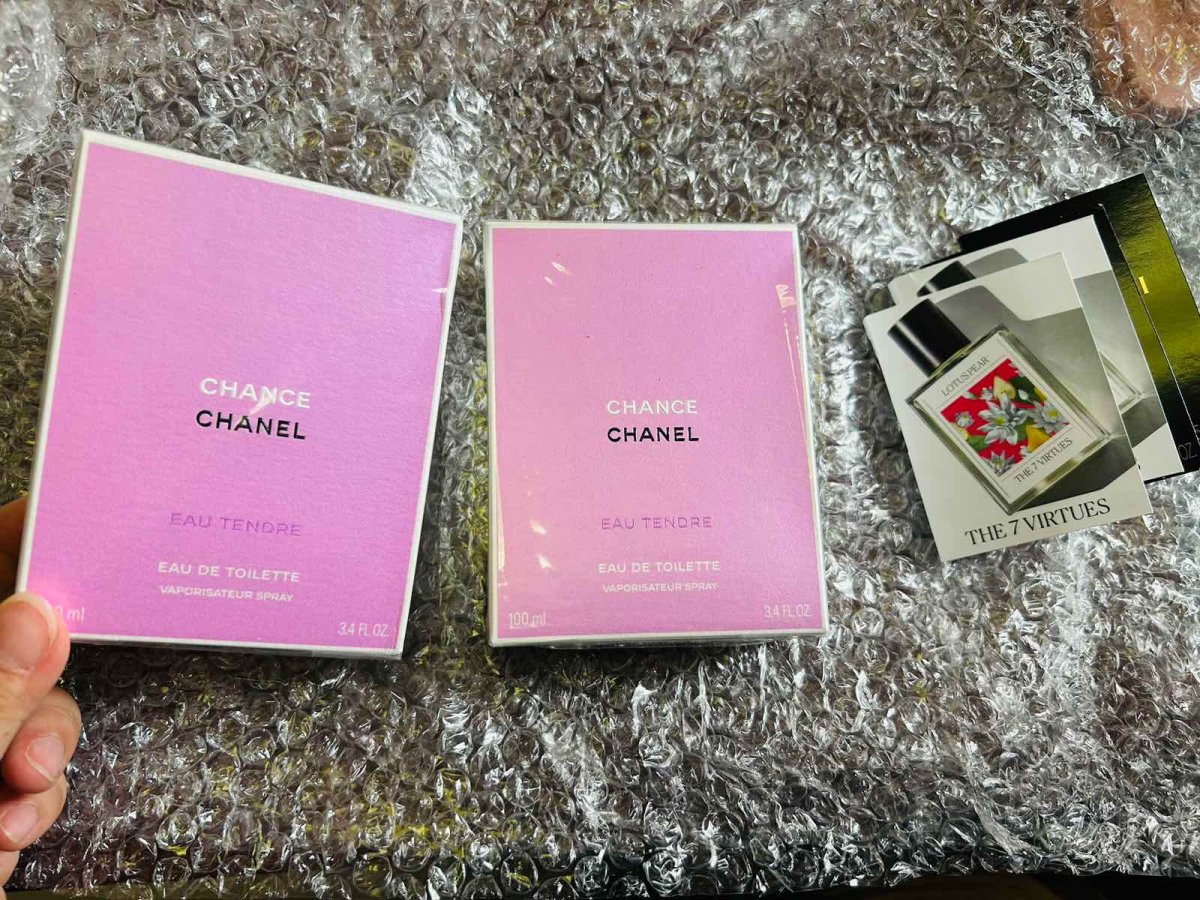 CHANCE
CHANEL
EAU TENDRE
EAU DE TOILETTE
VAPORISATEUR SPRAY
ml
3.4 FL.OZ.
CHANCE
CHANEL
EAU TENDRE
EAU DE TOILETTE
VAPORISATEUR SPRAY
100 ml
3.4 FL.OZ.
LOTUS PEAR
THE 7 VIRTUES
THE 7 VIRTUES